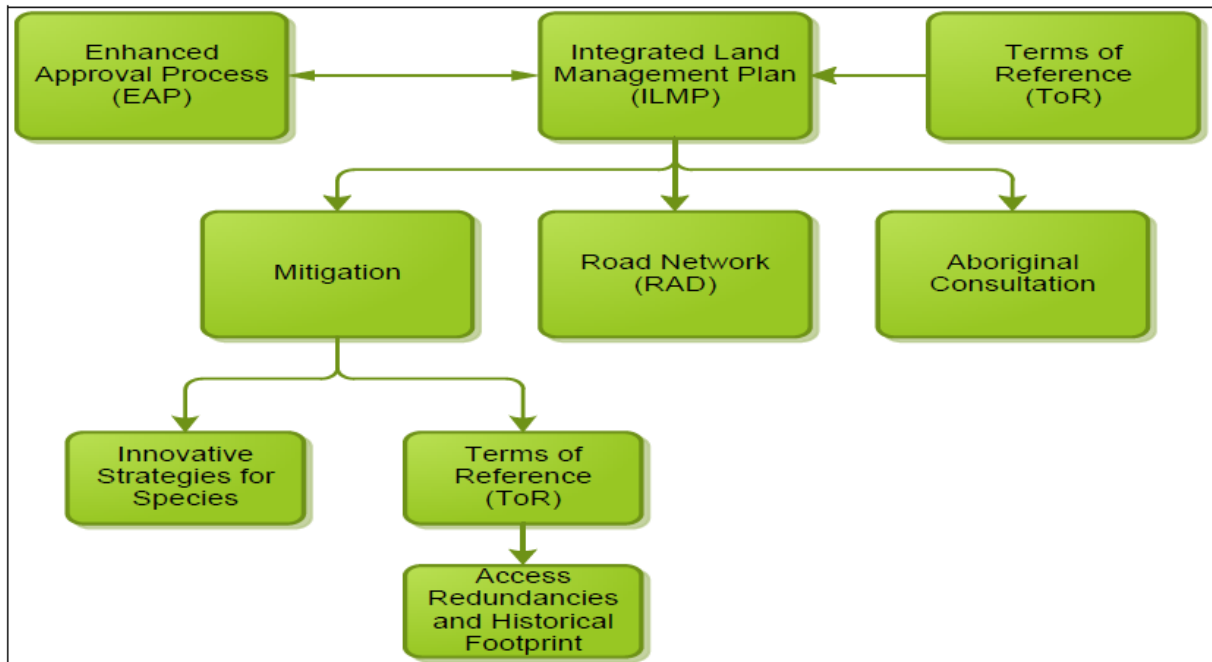 Enhanced
Approval Process
(EAP)
Integrated Land
Management Plan
(ILMP)
Terms of
Reference
(ToR)
Mitigation
Road Network
(RAD)
Aboriginal
Consultation
Innovative
Strategies for
Species
Terms of
Reference
(ToR)
Access
Redundancies
and Historical
Footprint